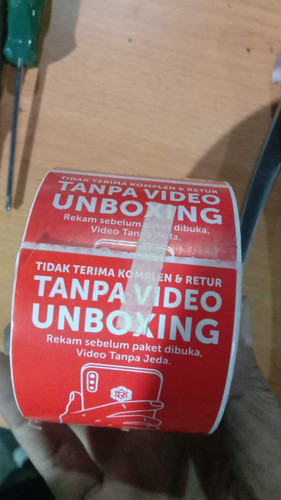 TIDAK TERIMA KOMPLEN & RETUR
TANPA VIDEO
UNBOXING
Rekam sebelum dibuka,
Video Tanpa Jeda.
TIDAK TERIMA KOMPLEN & RETUR
TANPA VIDEO
UNBOXING
Rekam sebelum paket dibuka,
Video Tanpa Jeda.